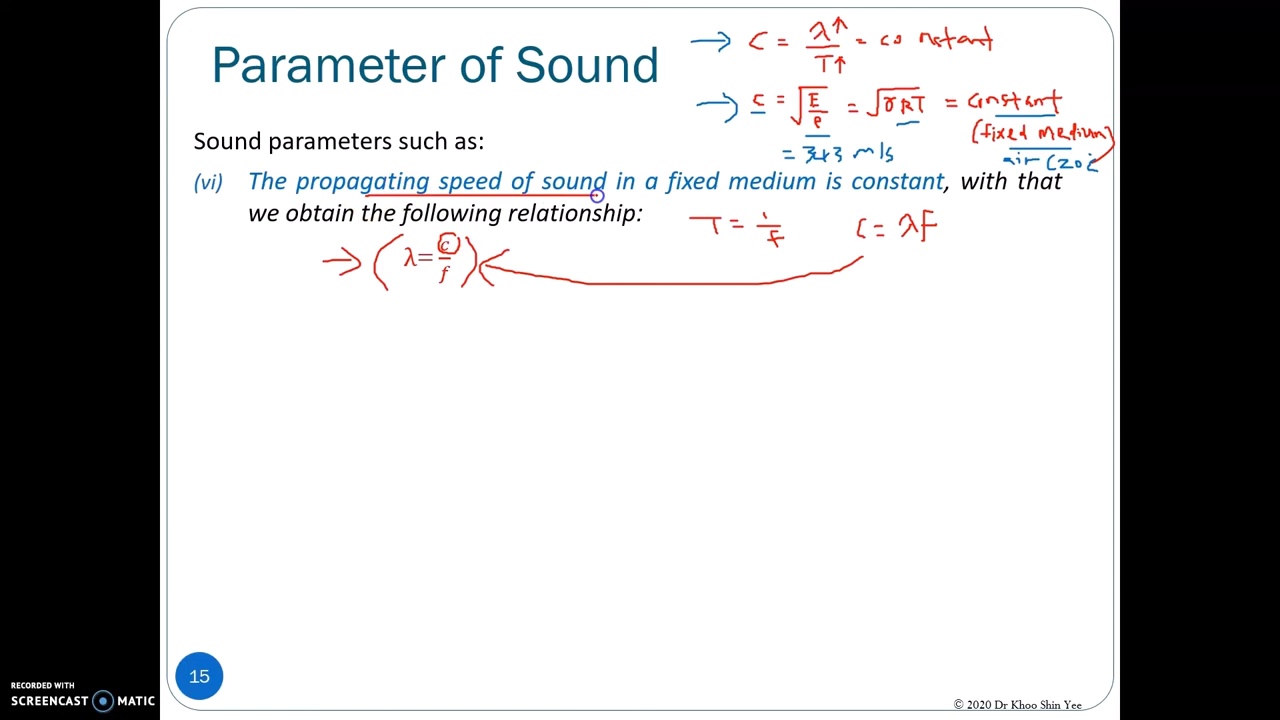 Parameter of Sound
C = λ↑ / T↑ = constant
c = √(E/ρ) = √(γRT) = constant
(fixed medium)
= 343 m/s
air (20°C
Sound parameters such as:
(vi) The propagating speed of sound in a fixed medium is constant, with that
we obtain the following relationship:
T = 1/f
C = λf
→ (λ = c/f)
15
RECORDED WITH
SCREENCAST MATIC
© 2020 Dr Khoo Shin Yee